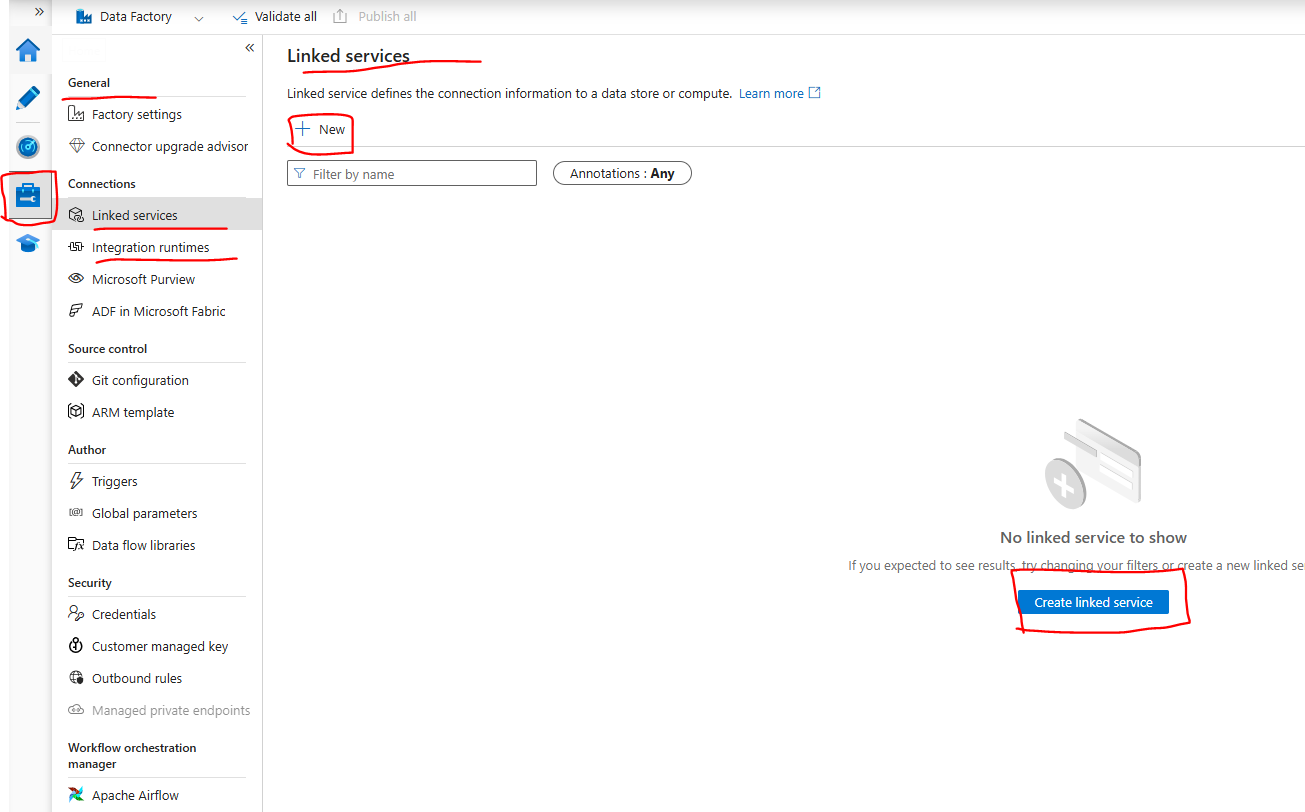 Data Factory
Validate all
Publish all
General
Factory settings
Connector upgrade advisor
Connections
Linked services
Integration runtimes
Microsoft Purview
ADF in Microsoft Fabric
Source control
Git configuration
ARM template
Author
Triggers
Global parameters
Data flow libraries
Security
Credentials
Customer managed key
Outbound rules
Managed private endpoints
Workflow orchestration
manager
Apache Airflow
Linked services
Linked service defines the connection information to a data store or compute. Learn more
New
Filter by name
Annotations : Any
No linked service to show
If you expected to see results, try changing your filters or create a new linked se
Create linked service